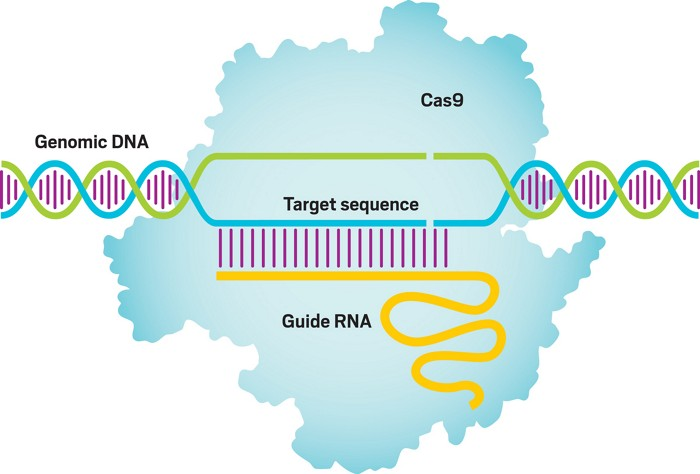 Cas9
Genomic DNA
Target sequence
Guide RNA